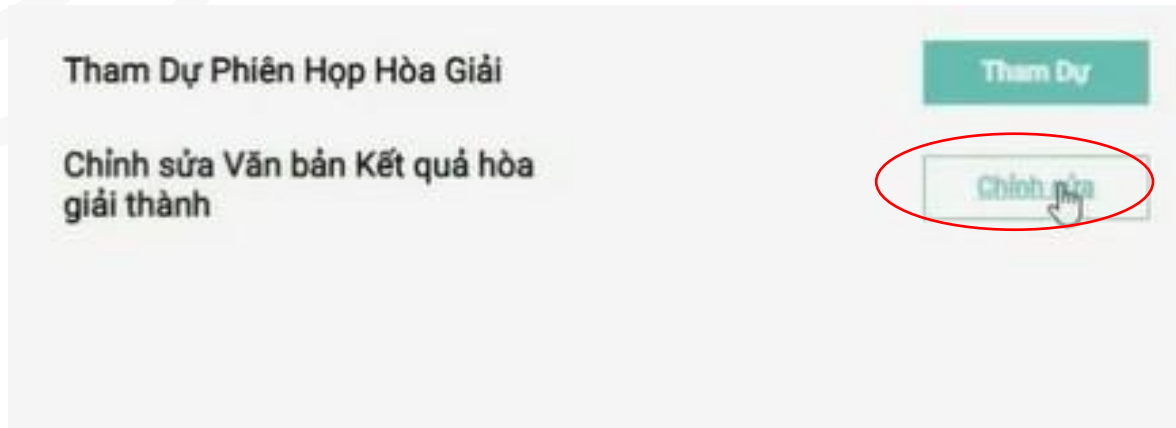 Tham Dự Phiên Họp Hòa Giải
Tham Dự
Chỉnh sửa Văn bản Kết quả hòa
giải thành
Chỉnh sửa